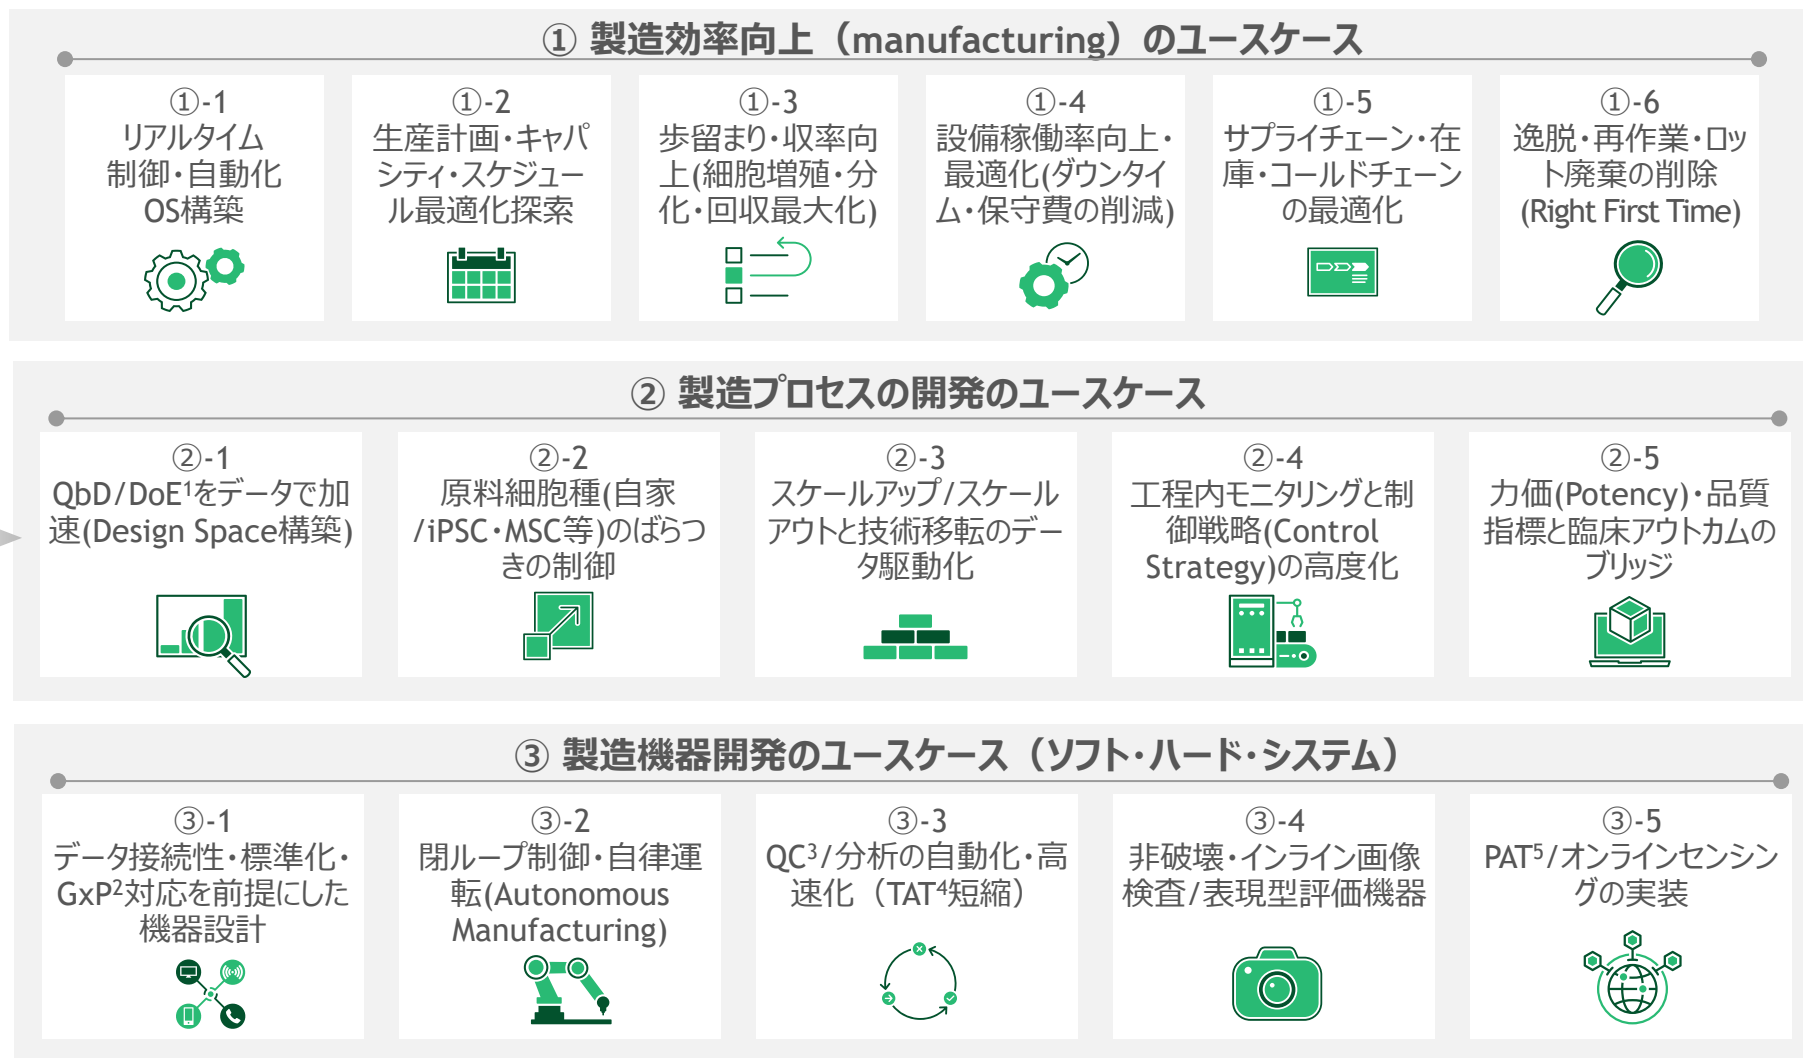 ① 製造効率向上（manufacturing）のユースケース
①-1
リアルタイム
制御・自動化
OS構築
①-2
生産計画・キャパ
シティ・スケジュー
ル最適化探索
①-3
歩留まり・収率向
上(細胞増殖・分
化・回収最大化)
①-4
設備稼働率向上・
最適化(ダウンタイ
ム・保守費の削減)
①-5
サプライチェーン・在
庫・コールドチェーン
の最適化
①-6
逸脱・再作業・ロッ
ト廃棄の削除
(Right First Time)
② 製造プロセスの開発のユースケース
②-1
QbD/DoE¹をデータで加
速(Design Space構築)
②-2
原料細胞種(自家
/iPSC・MSC等)のばらつ
きの制御
②-3
スケールアップ/スケール
アウトと技術移転のデー
タ駆動化
②-4
工程内モニタリングと制
御戦略(Control
Strategy)の高度化
②-5
力価(Potency)・品質
指標と臨床アウトカムの
ブリッジ
③ 製造機器開発のユースケース（ソフト・ハード・システム）
③-1
データ接続性・標準化・
GxP²対応を前提にした
機器設計
③-2
閉ループ制御・自律運
転(Autonomous
Manufacturing)
③-3
QC³/分析の自動化・高
速化（TAT⁴短縮）
③-4
非破壊・インライン画像
検査/表現型評価機器
③-5
PAT⁵/オンラインセンシン
グの実装